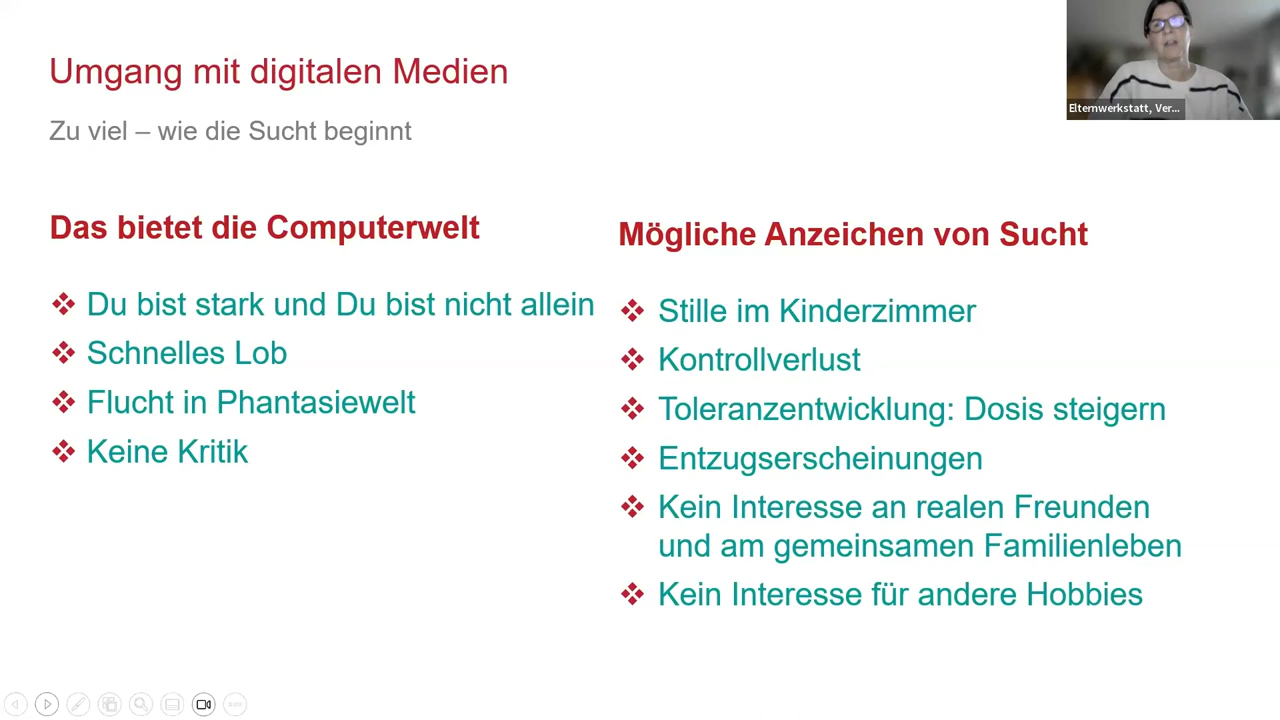 Umgang mit digitalen Medien
Zu viel – wie die Sucht beginnt
Elternwerkstatt, Ver...
Das bietet die Computerwelt
Du bist stark und Du bist nicht allein
Schnelles Lob
Flucht in Phantasiewelt
Keine Kritik
Mögliche Anzeichen von Sucht
Stille im Kinderzimmer
Kontrollverlust
Toleranzentwicklung: Dosis steigern
Entzugserscheinungen
Kein Interesse an realen Freunden
und am gemeinsamen Familienleben
Kein Interesse für andere Hobbies